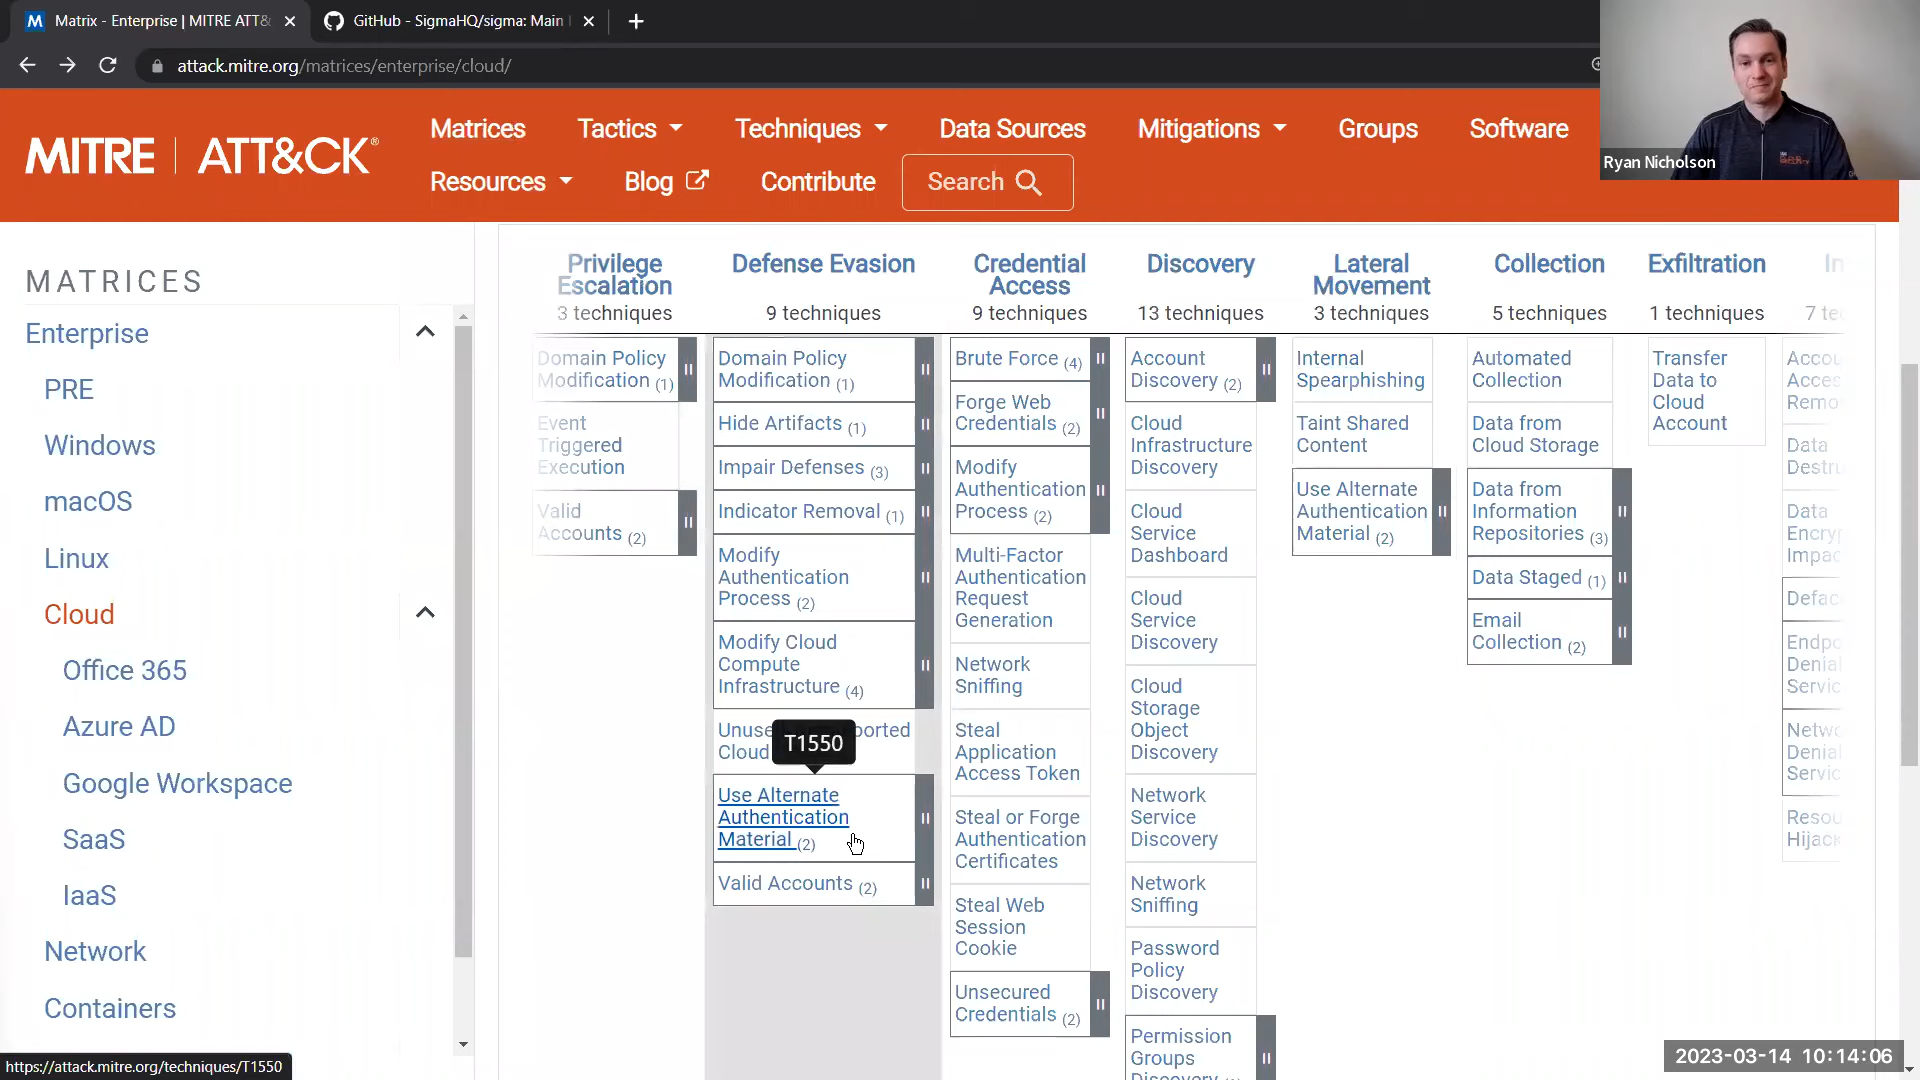 Matrix - Enterprise | MITRE ATT&
GitHub - SigmaHQ/sigma: Main
attack.mitre.org/matrices/enterprise/cloud/
MITRE | ATT&CK®
Matrices
Tactics
Techniques
Data Sources
Mitigations
Groups
Software
Resources
Blog
Contribute
Search
Ryan Nicholson
MATRICES
Enterprise
PRE
Windows
macOS
Linux
Cloud
Office 365
Azure AD
Google Workspace
SaaS
IaaS
Network
Containers
Privilege
Escalation
3 techniques
Domain Policy
Modification (1)
Event
Triggered
Execution
Valid
Accounts (2)
Defense Evasion
9 techniques
Domain Policy
Modification (1)
Hide Artifacts (1)
Impair Defenses (3)
Indicator Removal (1)
Modify
Authentication
Process (2)
Modify Cloud
Compute
Infrastructure (4)
Cloud
T1550
Use Alternate
Authentication
Material (2)
Valid Accounts (2)
Credential
Access
9 techniques
Brute Force (4)
Forge Web
Credentials (2)
Modify
Authentication
Process (2)
Multi-Factor
Authentication
Request
Generation
Network
Sniffing
Steal
Application
Access Token
Steal or Forge
Authentication
Certificates
Steal Web
Session
Cookie
Unsecured
Credentials (2)
Discovery
13 techniques
Account
Discovery (2)
Cloud
Infrastructure
Discovery
Cloud
Service
Dashboard
Cloud
Service
Discovery
Cloud
Storage
Object
Discovery
Network
Service
Discovery
Network
Sniffing
Password
Policy
Discovery
Permission
Groups
Discovery
Lateral
Movement
3 techniques
Internal
Spearphishing
Taint Shared
Content
Use Alternate
Authentication
Material (2)
Collection
5 techniques
Automated
Collection
Data from
Cloud Storage
Data from
Information
Repositories (3)
Data Staged (1)
Email
Collection (2)
Exfiltration
1 techniques
Transfer
Data to
Cloud
Account
Data
Data
https://attack.mitre.org/techniques/T1550
2023-03-14 10:14:06